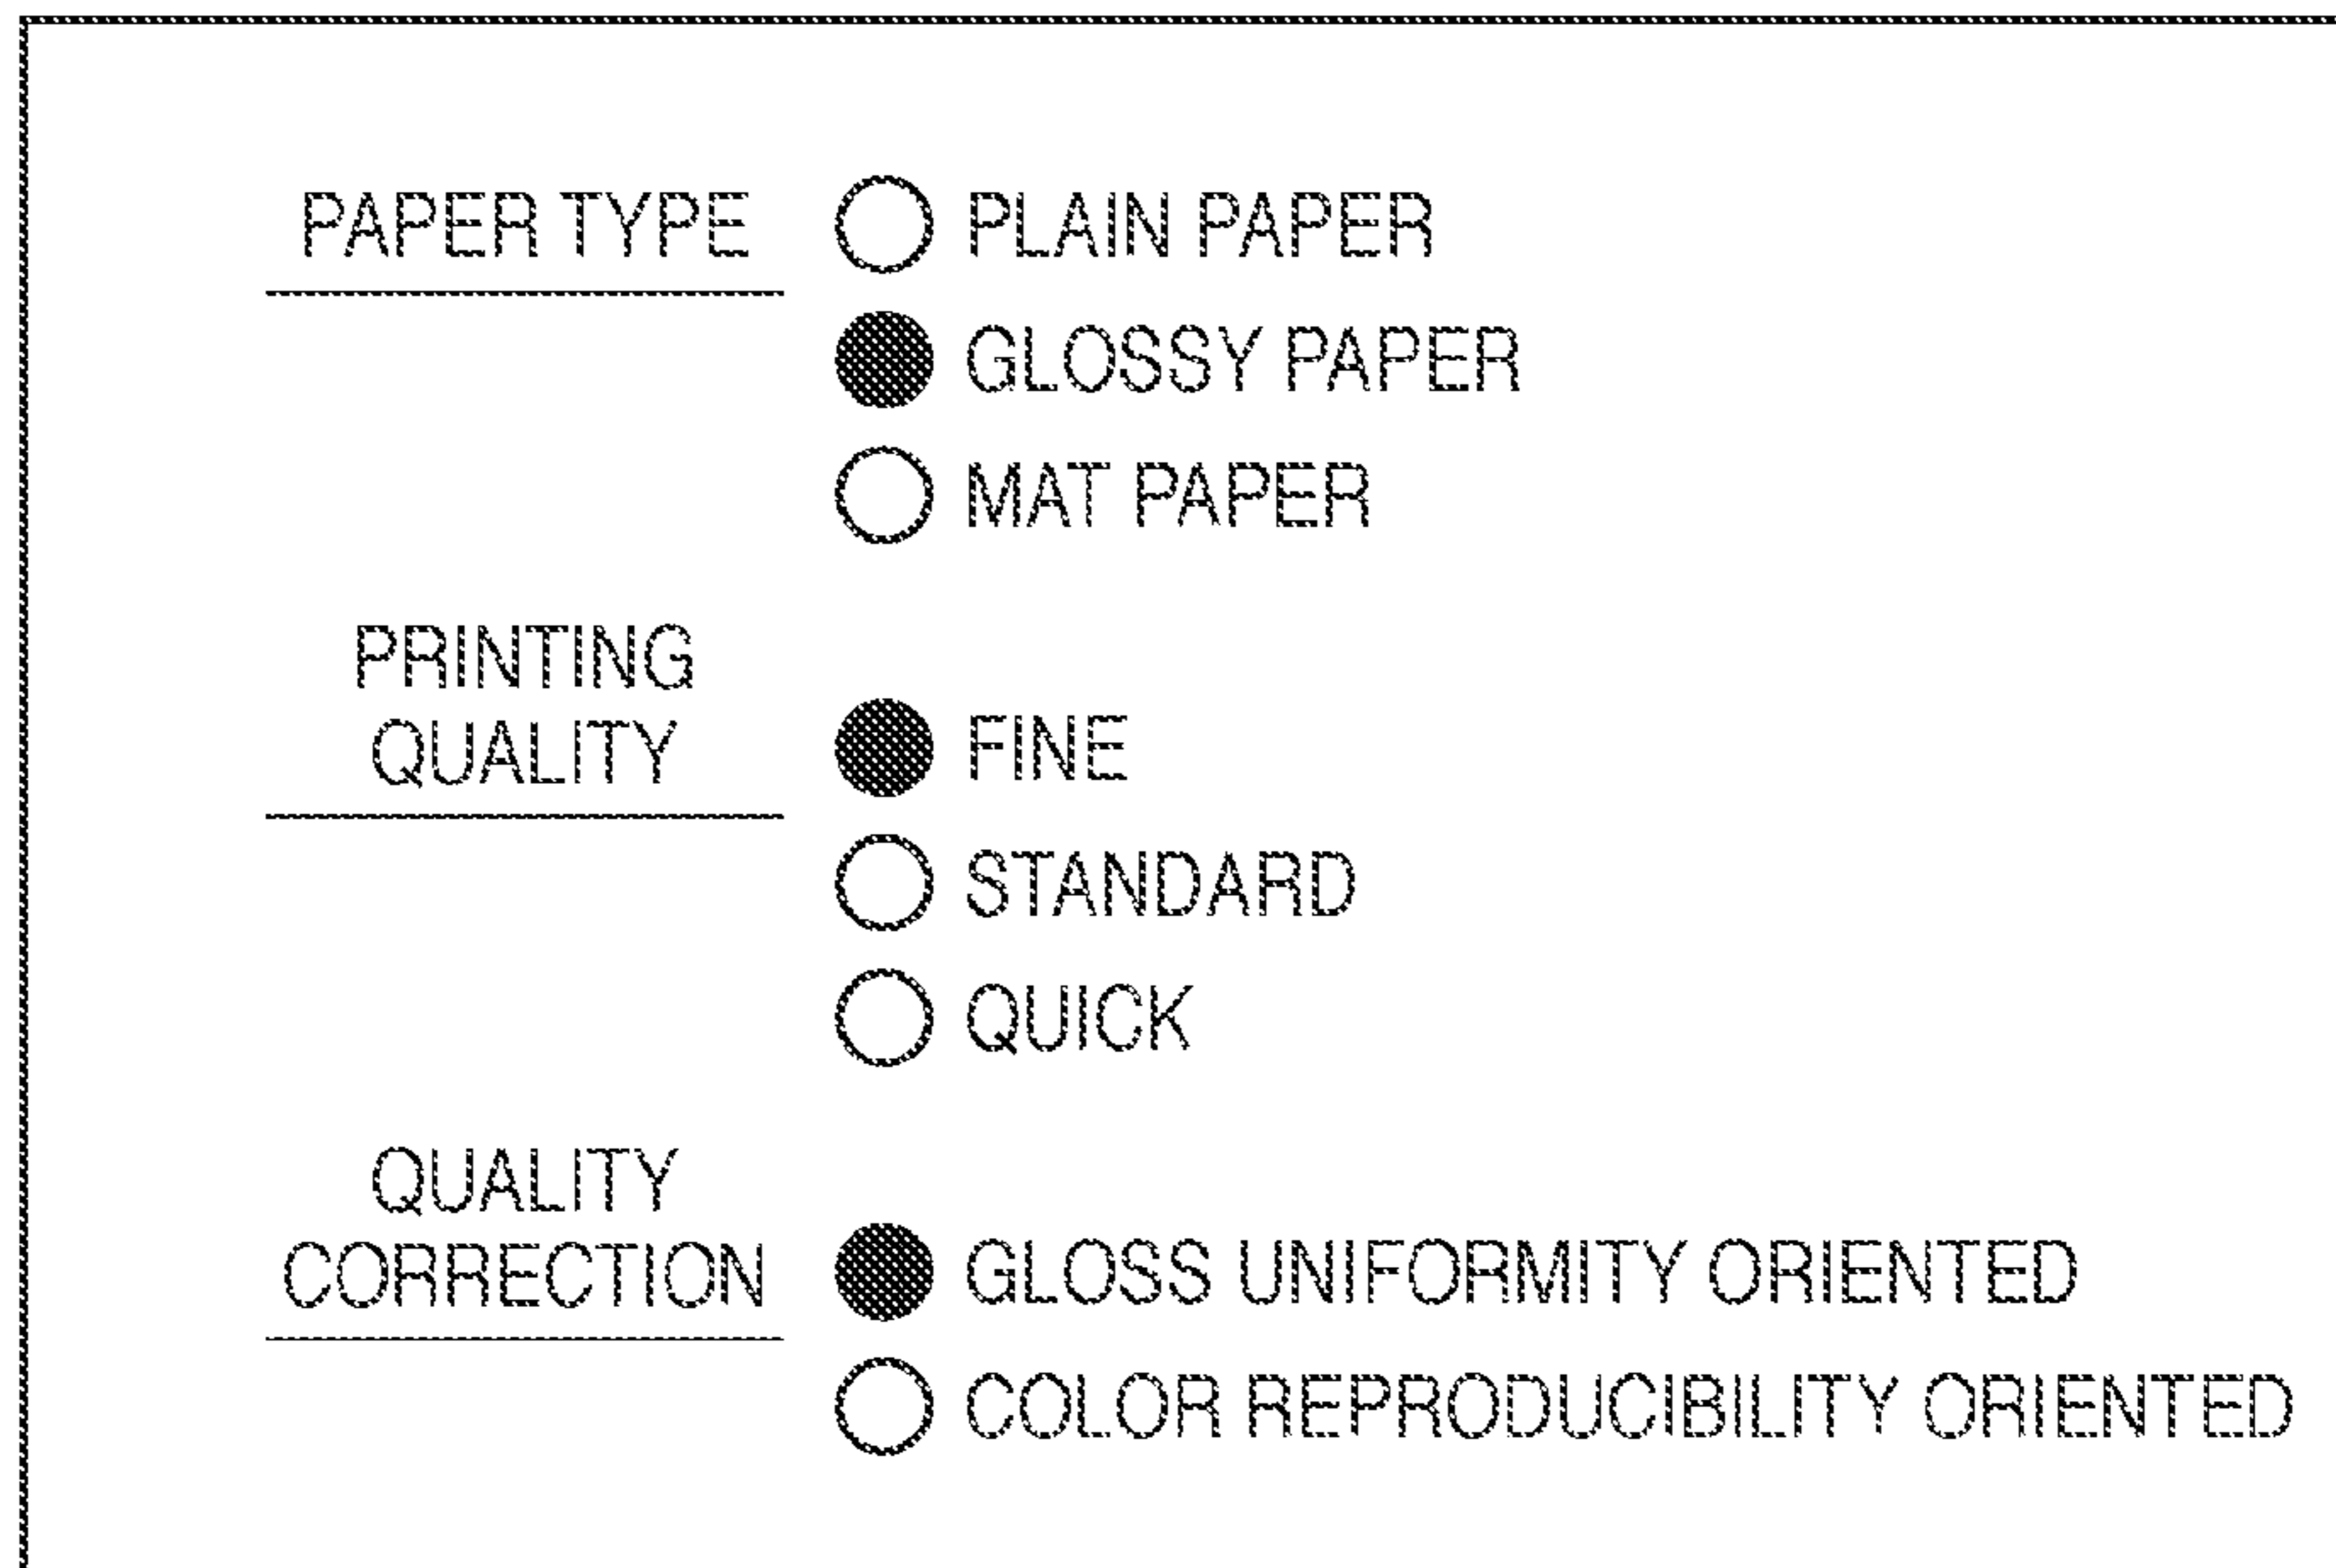 PAPER TYPE PLAIN PAPER
GLOSSY PAPER
MAT PAPER
PRINTING
QUALITY FINE
STANDARD
QUICK
QUALITY
CORRECTION GLOSS UNIFORMITY ORIENTED
COLOR REPRODUCIBILITY ORIENTED